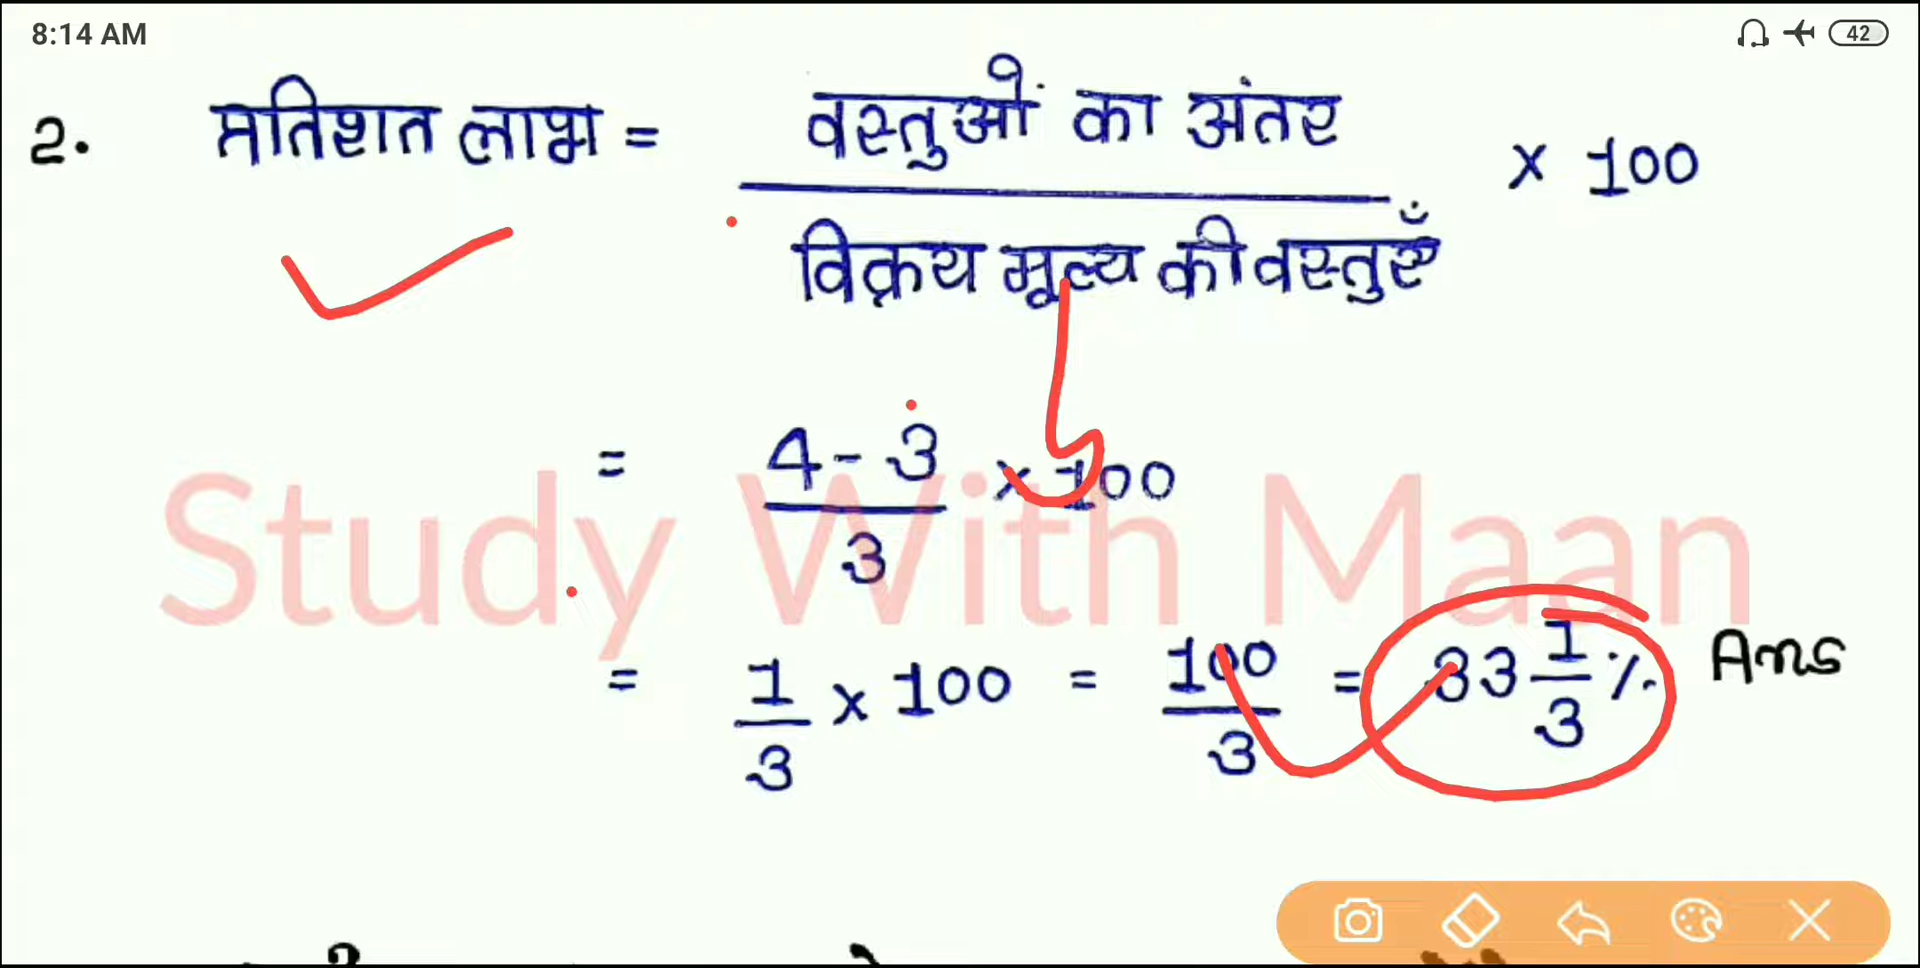 8:14 AM 42
2. प्रतिशत लाभ = वस्तुओं का अंतर / विक्रय मूल्य की वस्तुएँ × 100
= 4 - 3 / 3 × 100
= 1/3 × 100 = 100/3 = 33 1/3 % Ans
Study With Maan